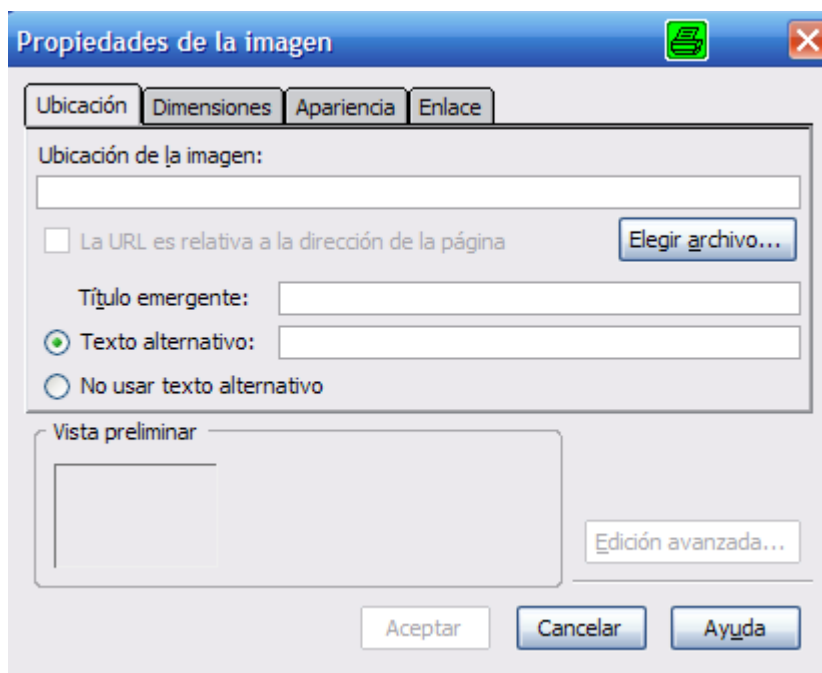 Propiedades de la imagen
Ubicación Dimensiones Apariencia Enlace
Ubicación de la imagen:
La URL es relativa a la dirección de la página Elegir archivo...
Título emergente:
Texto alternativo:
No usar texto alternativo
Vista preliminar
Edición avanzada...
Aceptar Cancelar Ayuda